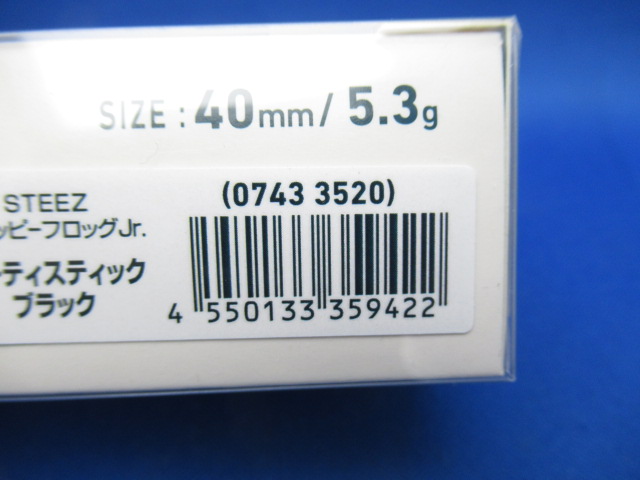 SIZE : 40mm/ 5.3g
(0743 3520)
STEEZ
ッピーフロッグJr.
ーティスティック
ブラック
4 550133 359422